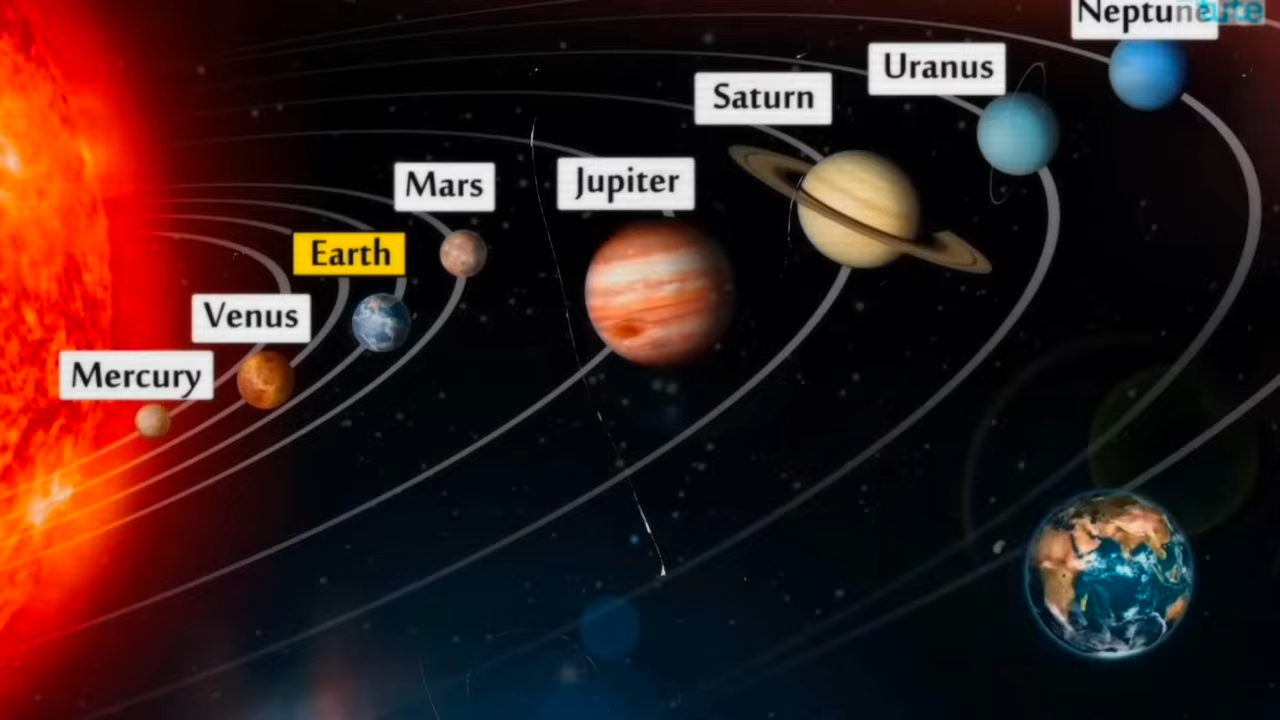 Mercury
Venus
Earth
Mars
Jupiter
Saturn
Uranus
Neptune